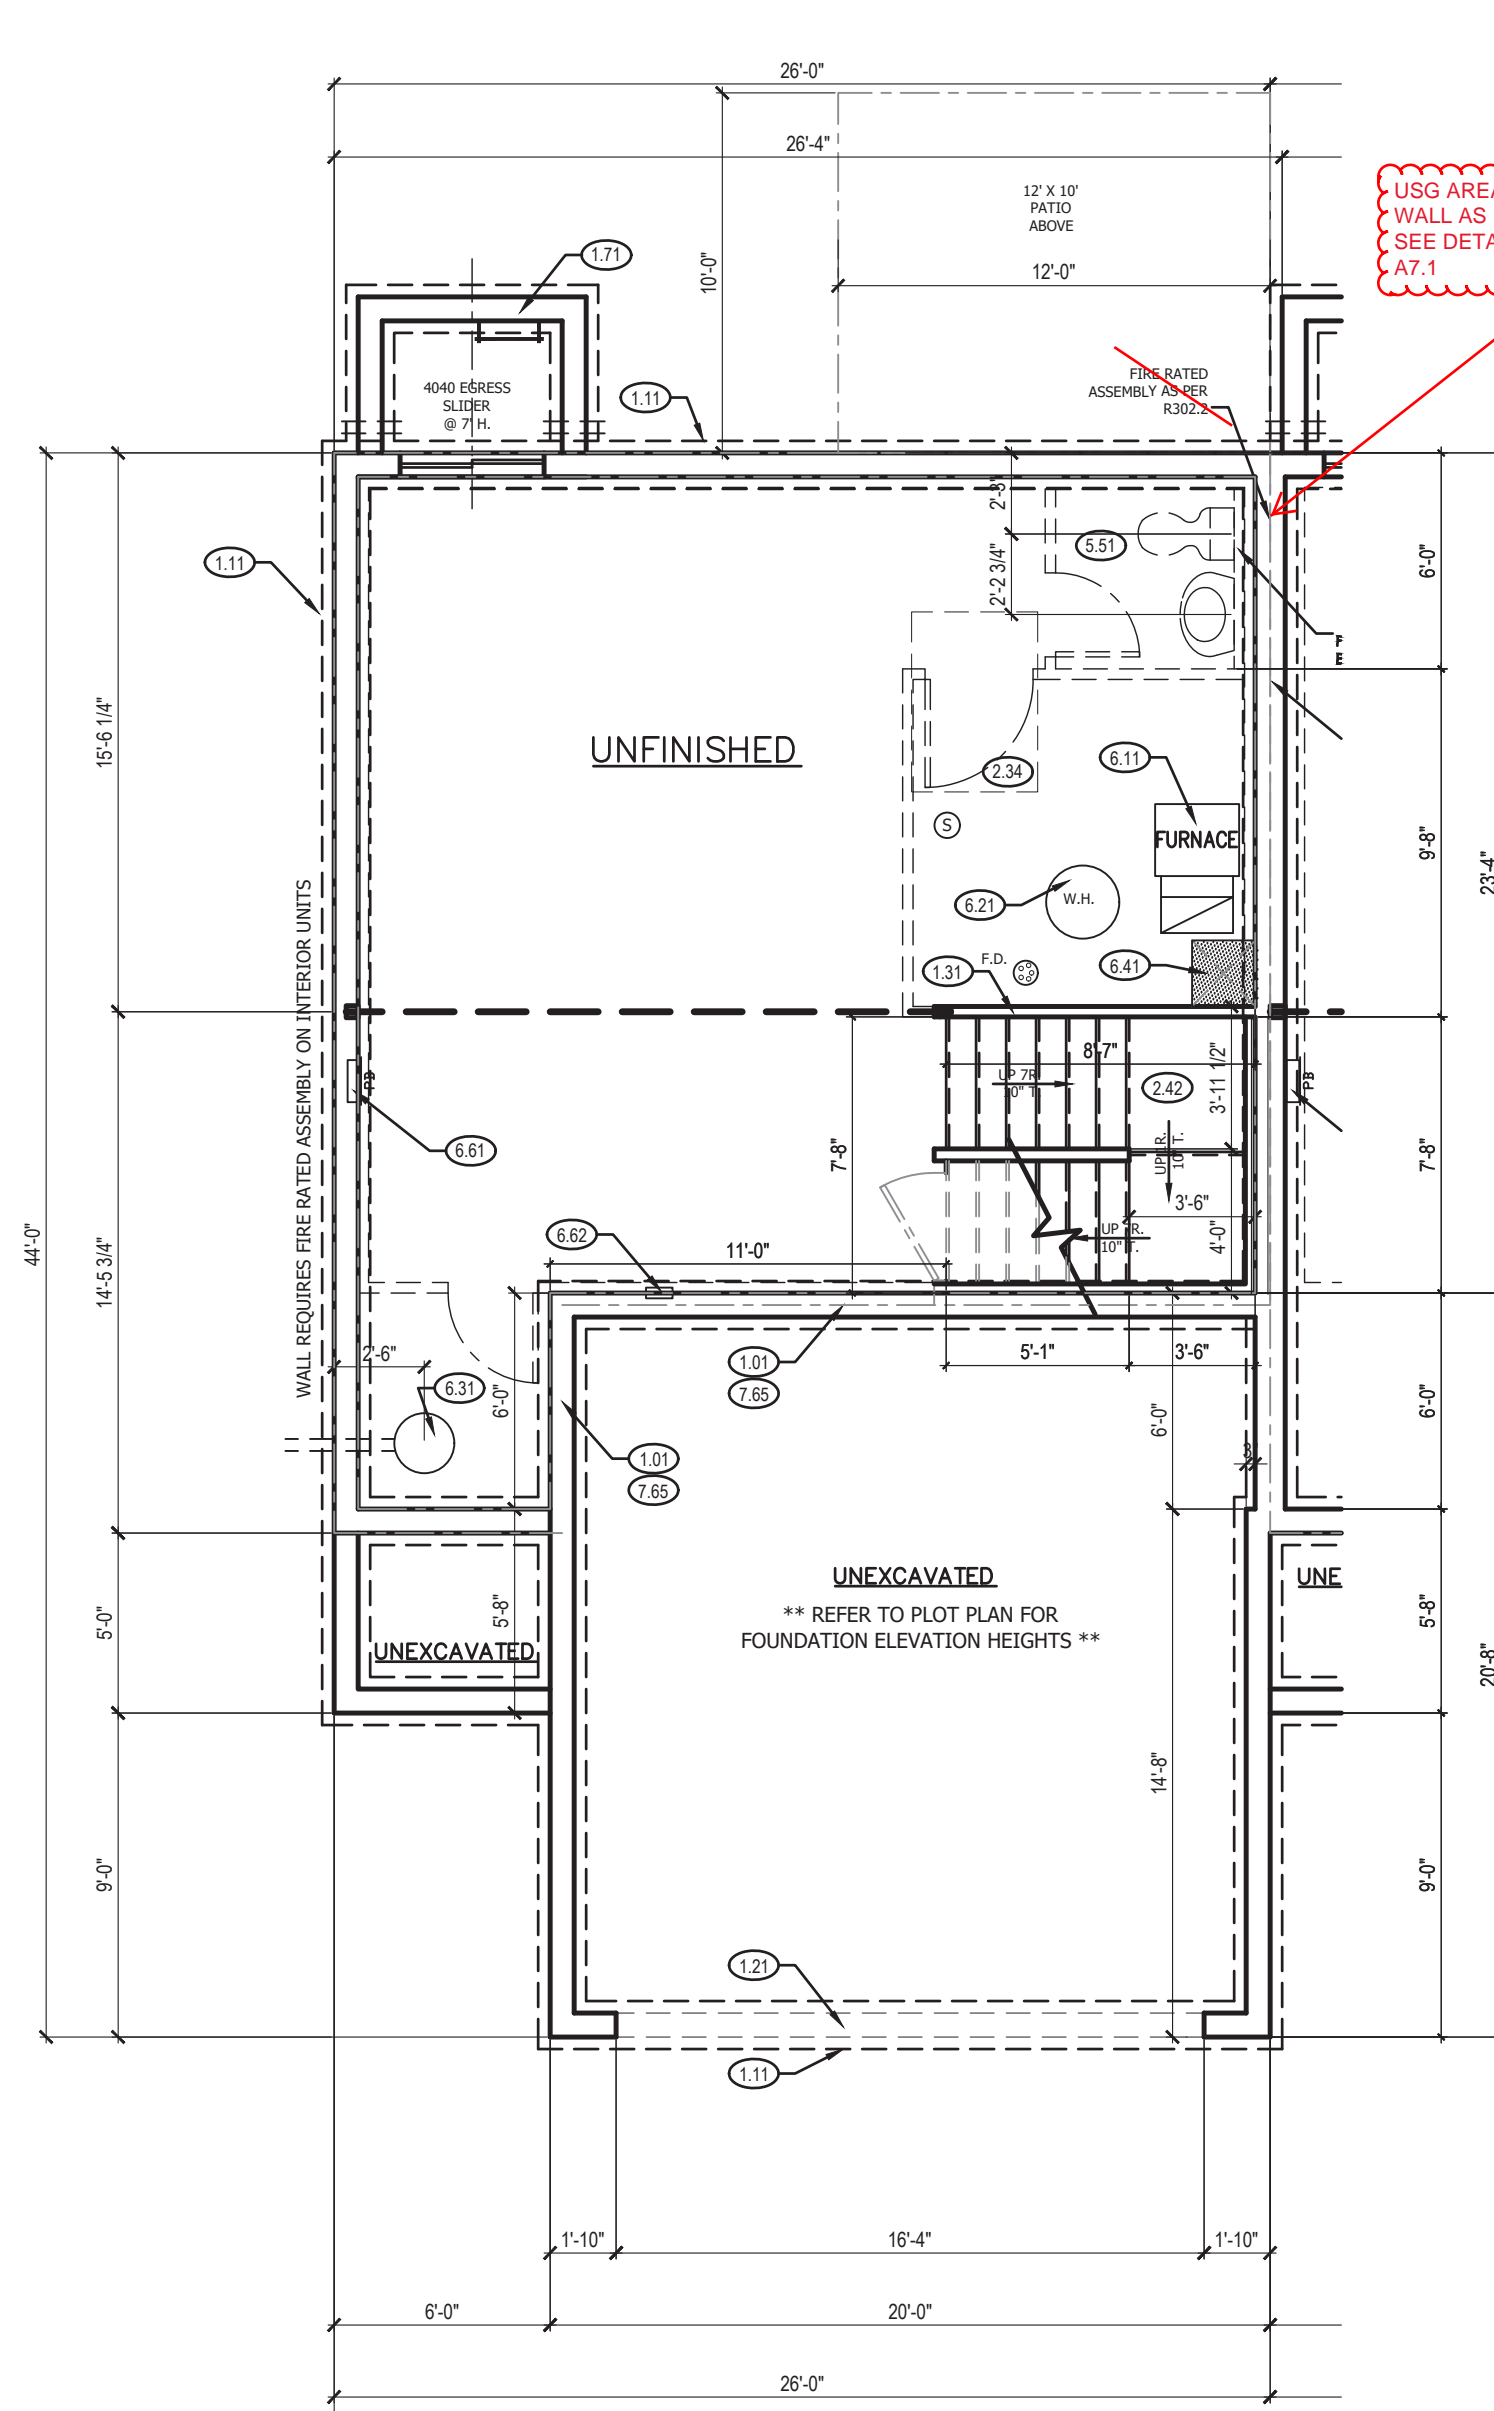 26'-0"
26'-4"
12' X 10'
PATIO
ABOVE
USG AREA
WALL AS
SEE DETA
A7.1
1.71
10'-0"
12'-0"
4040 EGRESS
SLIDER
@ 7' H.
1.11
FIRE RATED
ASSEMBLY AS PER
R302.2
2'-3"
5.51
1.11
6'-0"
2'-2 3/4"
15'-6 1/4"
UNFINISHED
2.34
6.11
S
FURNACE
9'-8"
23'-4"
WALL REQUIRES FIRE RATED ASSEMBLY ON INTERIOR UNITS
6.21
W.H.
1.31
F.D.
6.41
8'-7"
UP 7R.
10" T.
2.42
3'-11 1/2"
PB
PB
6.61
7'-8"
UP 1R.
10" T.
7'-8"
3'-6"
44'-0"
14'-5 3/4"
6.62
11'-0"
UP R.
10" T.
4'-0"
2'-6"
6.31
6'-0"
1.01
7.65
5'-1"
3'-6"
6'-0"
6'-0"
1.01
7.65
3"
UNEXCAVATED
** REFER TO PLOT PLAN FOR
FOUNDATION ELEVATION HEIGHTS **
UNE
5'-0"
5'-8"
UNEXCAVATED
5'-8"
20'-8"
14'-8"
9'-0"
9'-0"
1.21
1.11
1'-10"
16'-4"
1'-10"
6'-0"
20'-0"
26'-0"